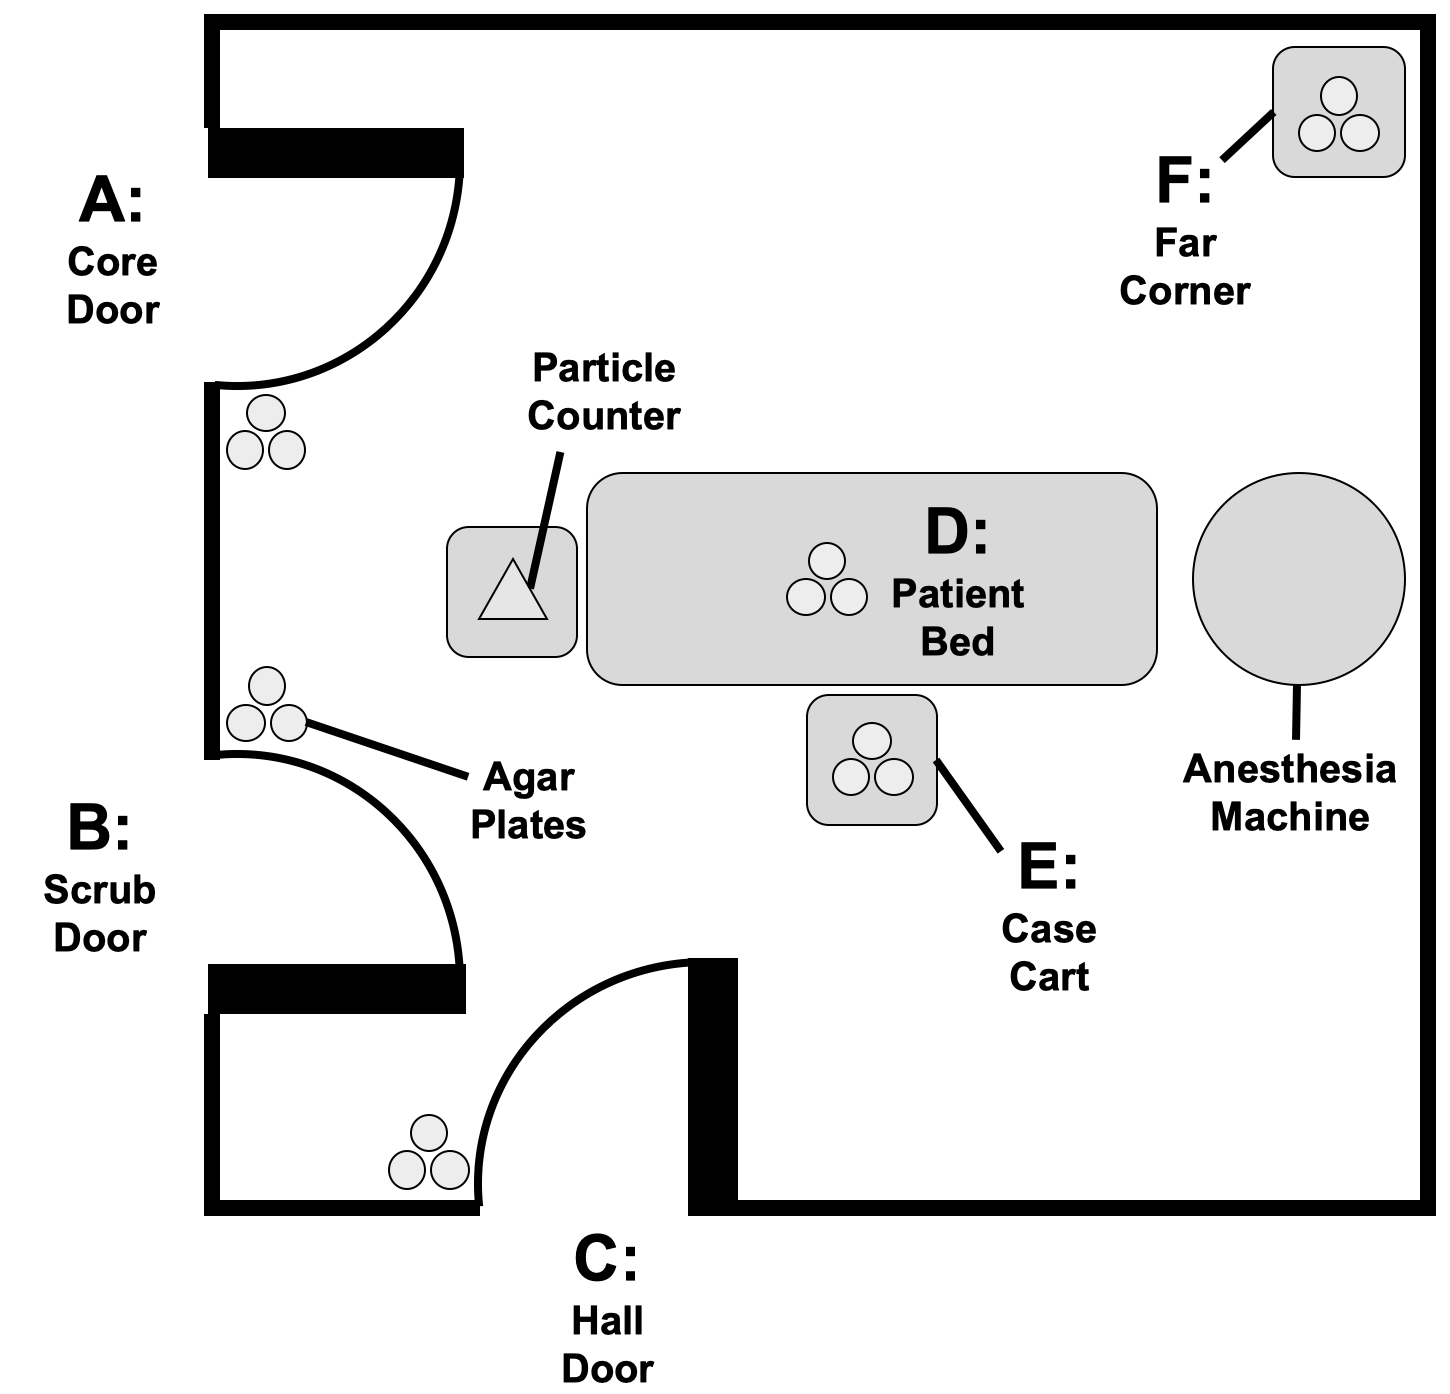 A:
Core
Door
F:
Far
Corner
Particle
Counter
D:
Patient
Bed
Agar
Plates
Anesthesia
Machine
B:
Scrub
Door
E:
Case
Cart
C:
Hall
Door